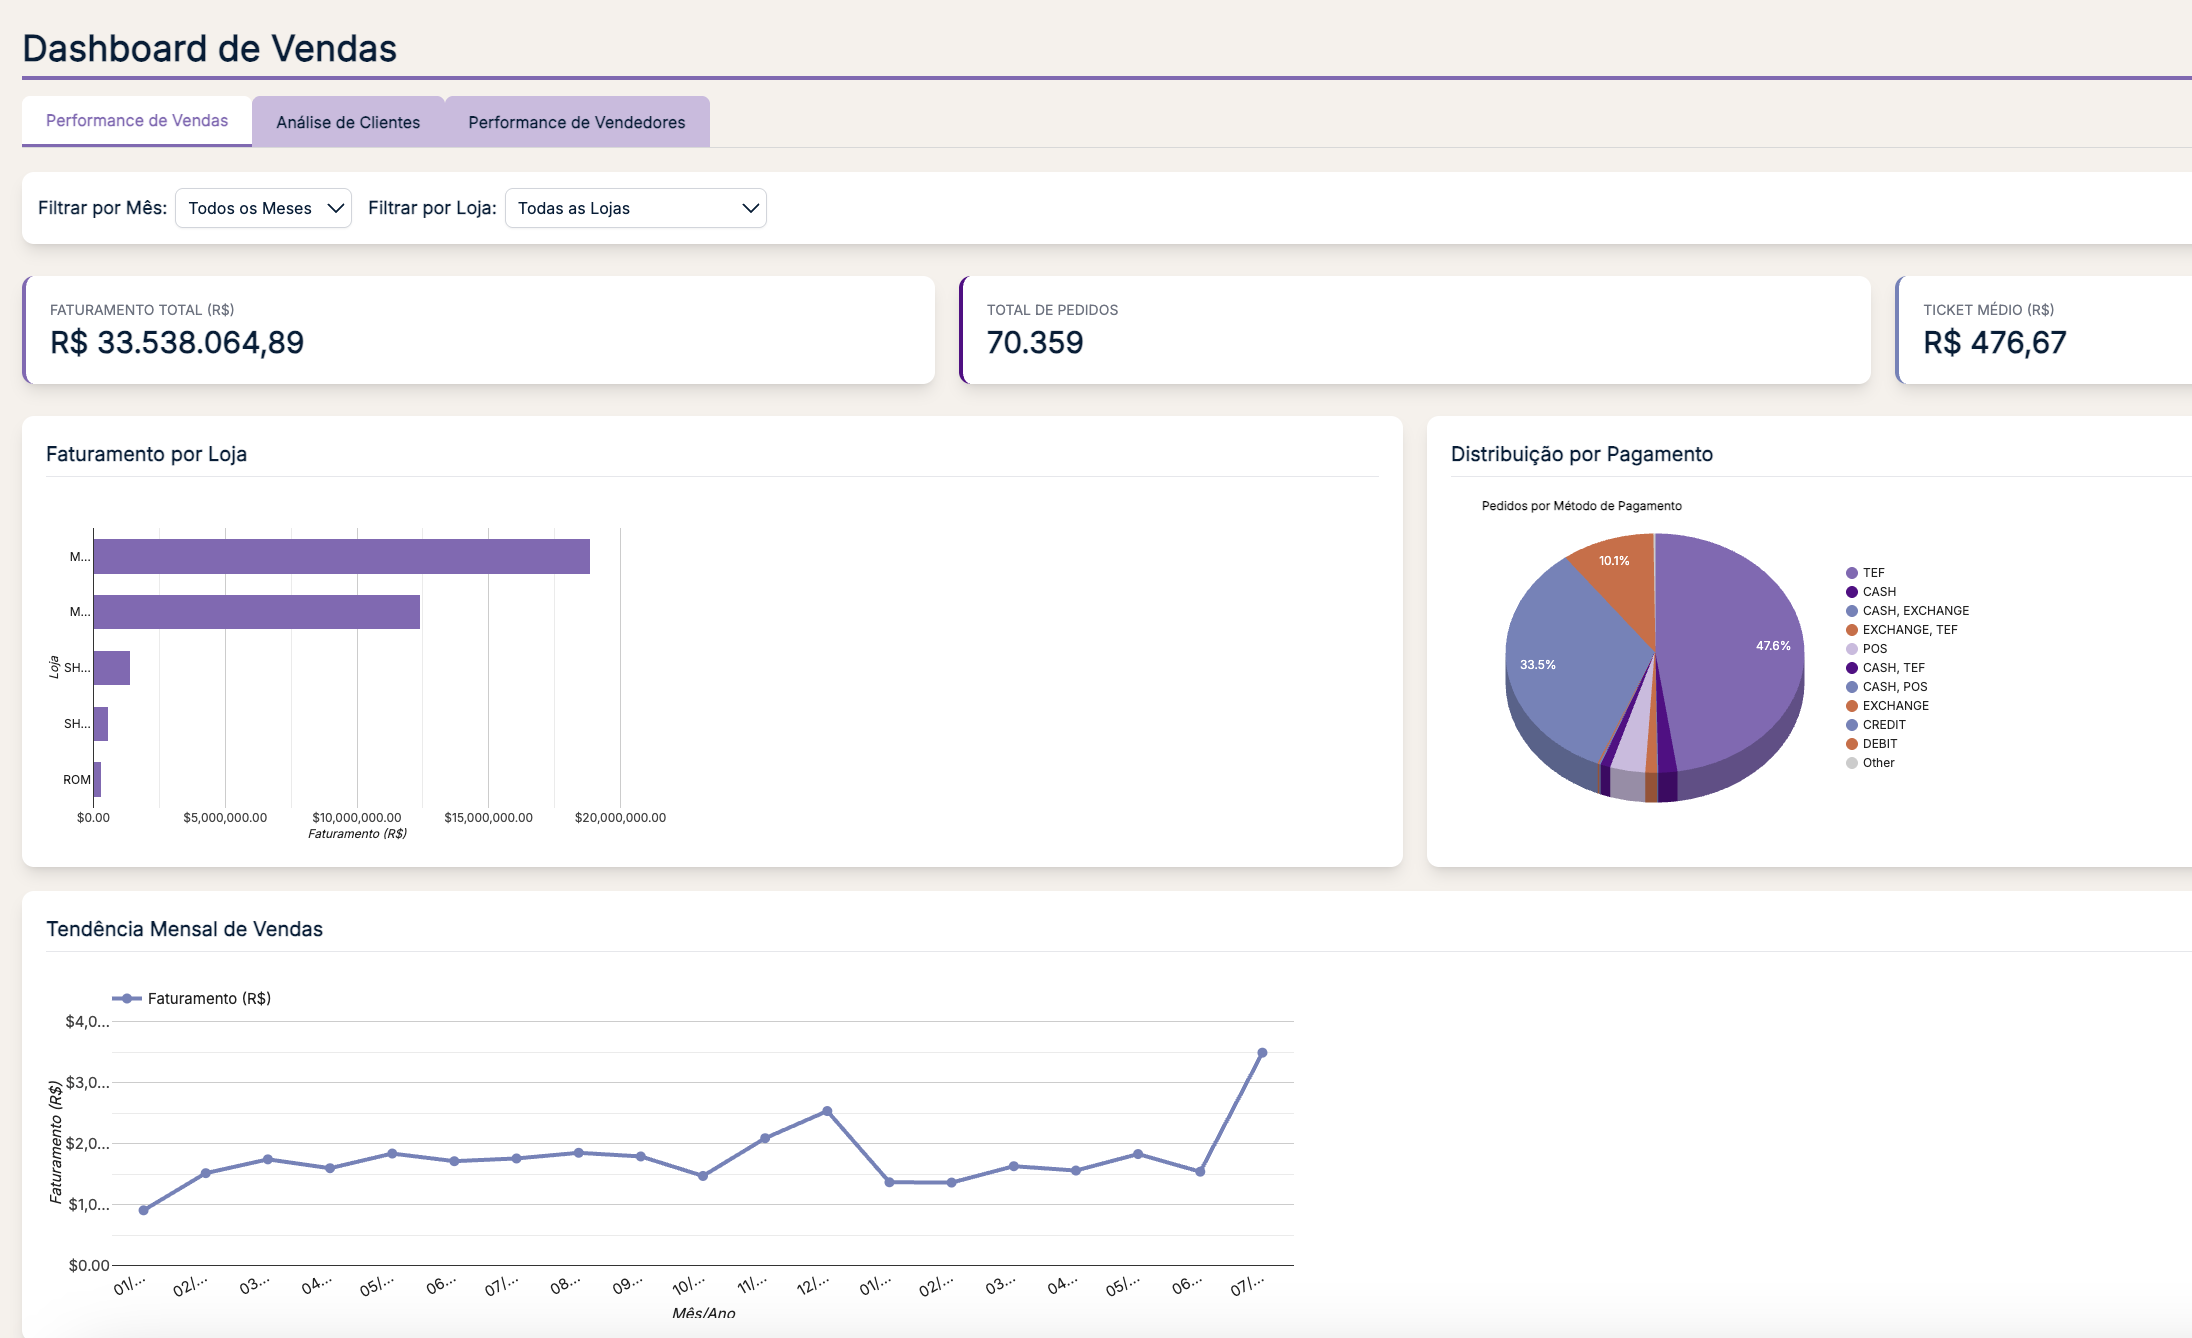 Dashboard de Vendas
Performance de Vendas
Análise de Clientes
Performance de Vendedores
Filtrar por Mês:
Todos os Meses
Filtrar por Loja:
Todas as Lojas
FATURAMENTO TOTAL (R$)
R$ 33.538.064,89
TOTAL DE PEDIDOS
70.359
TICKET MÉDIO (R$)
R$ 476,67
Faturamento por Loja
Loja
M...
M...
SH...
SH...
ROM
$0.00
$5,000,000.00
$10,000,000.00
$15,000,000.00
$20,000,000.00
Faturamento (R$)
Distribuição por Pagamento
Pedidos por Método de Pagamento
10.1%
47.6%
33.5%
TEF
CASH
CASH, EXCHANGE
EXCHANGE, TEF
POS
CASH, TEF
CASH, POS
EXCHANGE
CREDIT
DEBIT
Other
Tendência Mensal de Vendas
Faturamento (R$)
Faturamento (R$)
$4,0...
$3,0...
$2,0...
$1,0...
$0.00
01/...
02/...
03...
04...
05/...
06...
07/...
08...
09...
10/...
11/...
12/...
01/...
02/...
03...
04...
05/...
06...
07/...
Mês/Ano